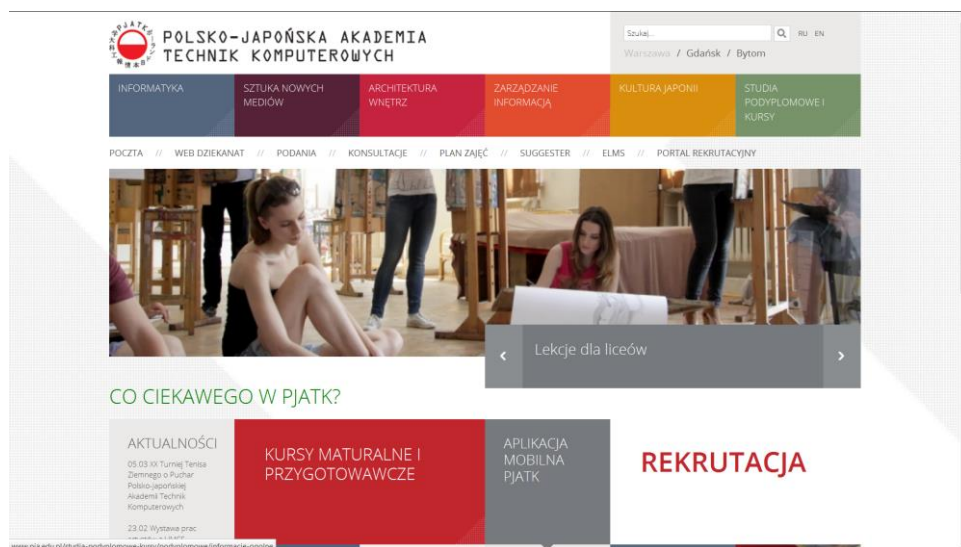 POLSKO-JAPOŃSKA AKADEMIA
TECHNIK KOMPUTEROWYCH
Szukaj...
RU EN
Warszawa / Gdańsk / Bytom
INFORMATYKA
SZTUKA NOWYCH
MEDIÓW
ARCHITEKTURA
WNĘTRZ
ZARZĄDZANIE
INFORMACJĄ
KULTURA JAPONII
STUDIA
PODYPLOMOWE I
KURSY
POCZTA // WEB DZIEKANAT // PODANIA // KONSULTACJE // PLAN ZAJĘĆ // SUGGESTER // ELMS // PORTAL REKRUTACYJNY
Lekcje dla liceów
CO CIEKAWEGO W PJATK?
AKTUALNOŚCI
05.03 XX Turniej Tenisa
Ziemnego o Puchar
Polsko-Japońskiej
Akademii Technik
Komputerowych
23.02 Wystawa prac
KURSY MATURALNE I
PRZYGOTOWAWCZE
APLIKACJA
MOBILNA
PJATK
REKRUTACJA